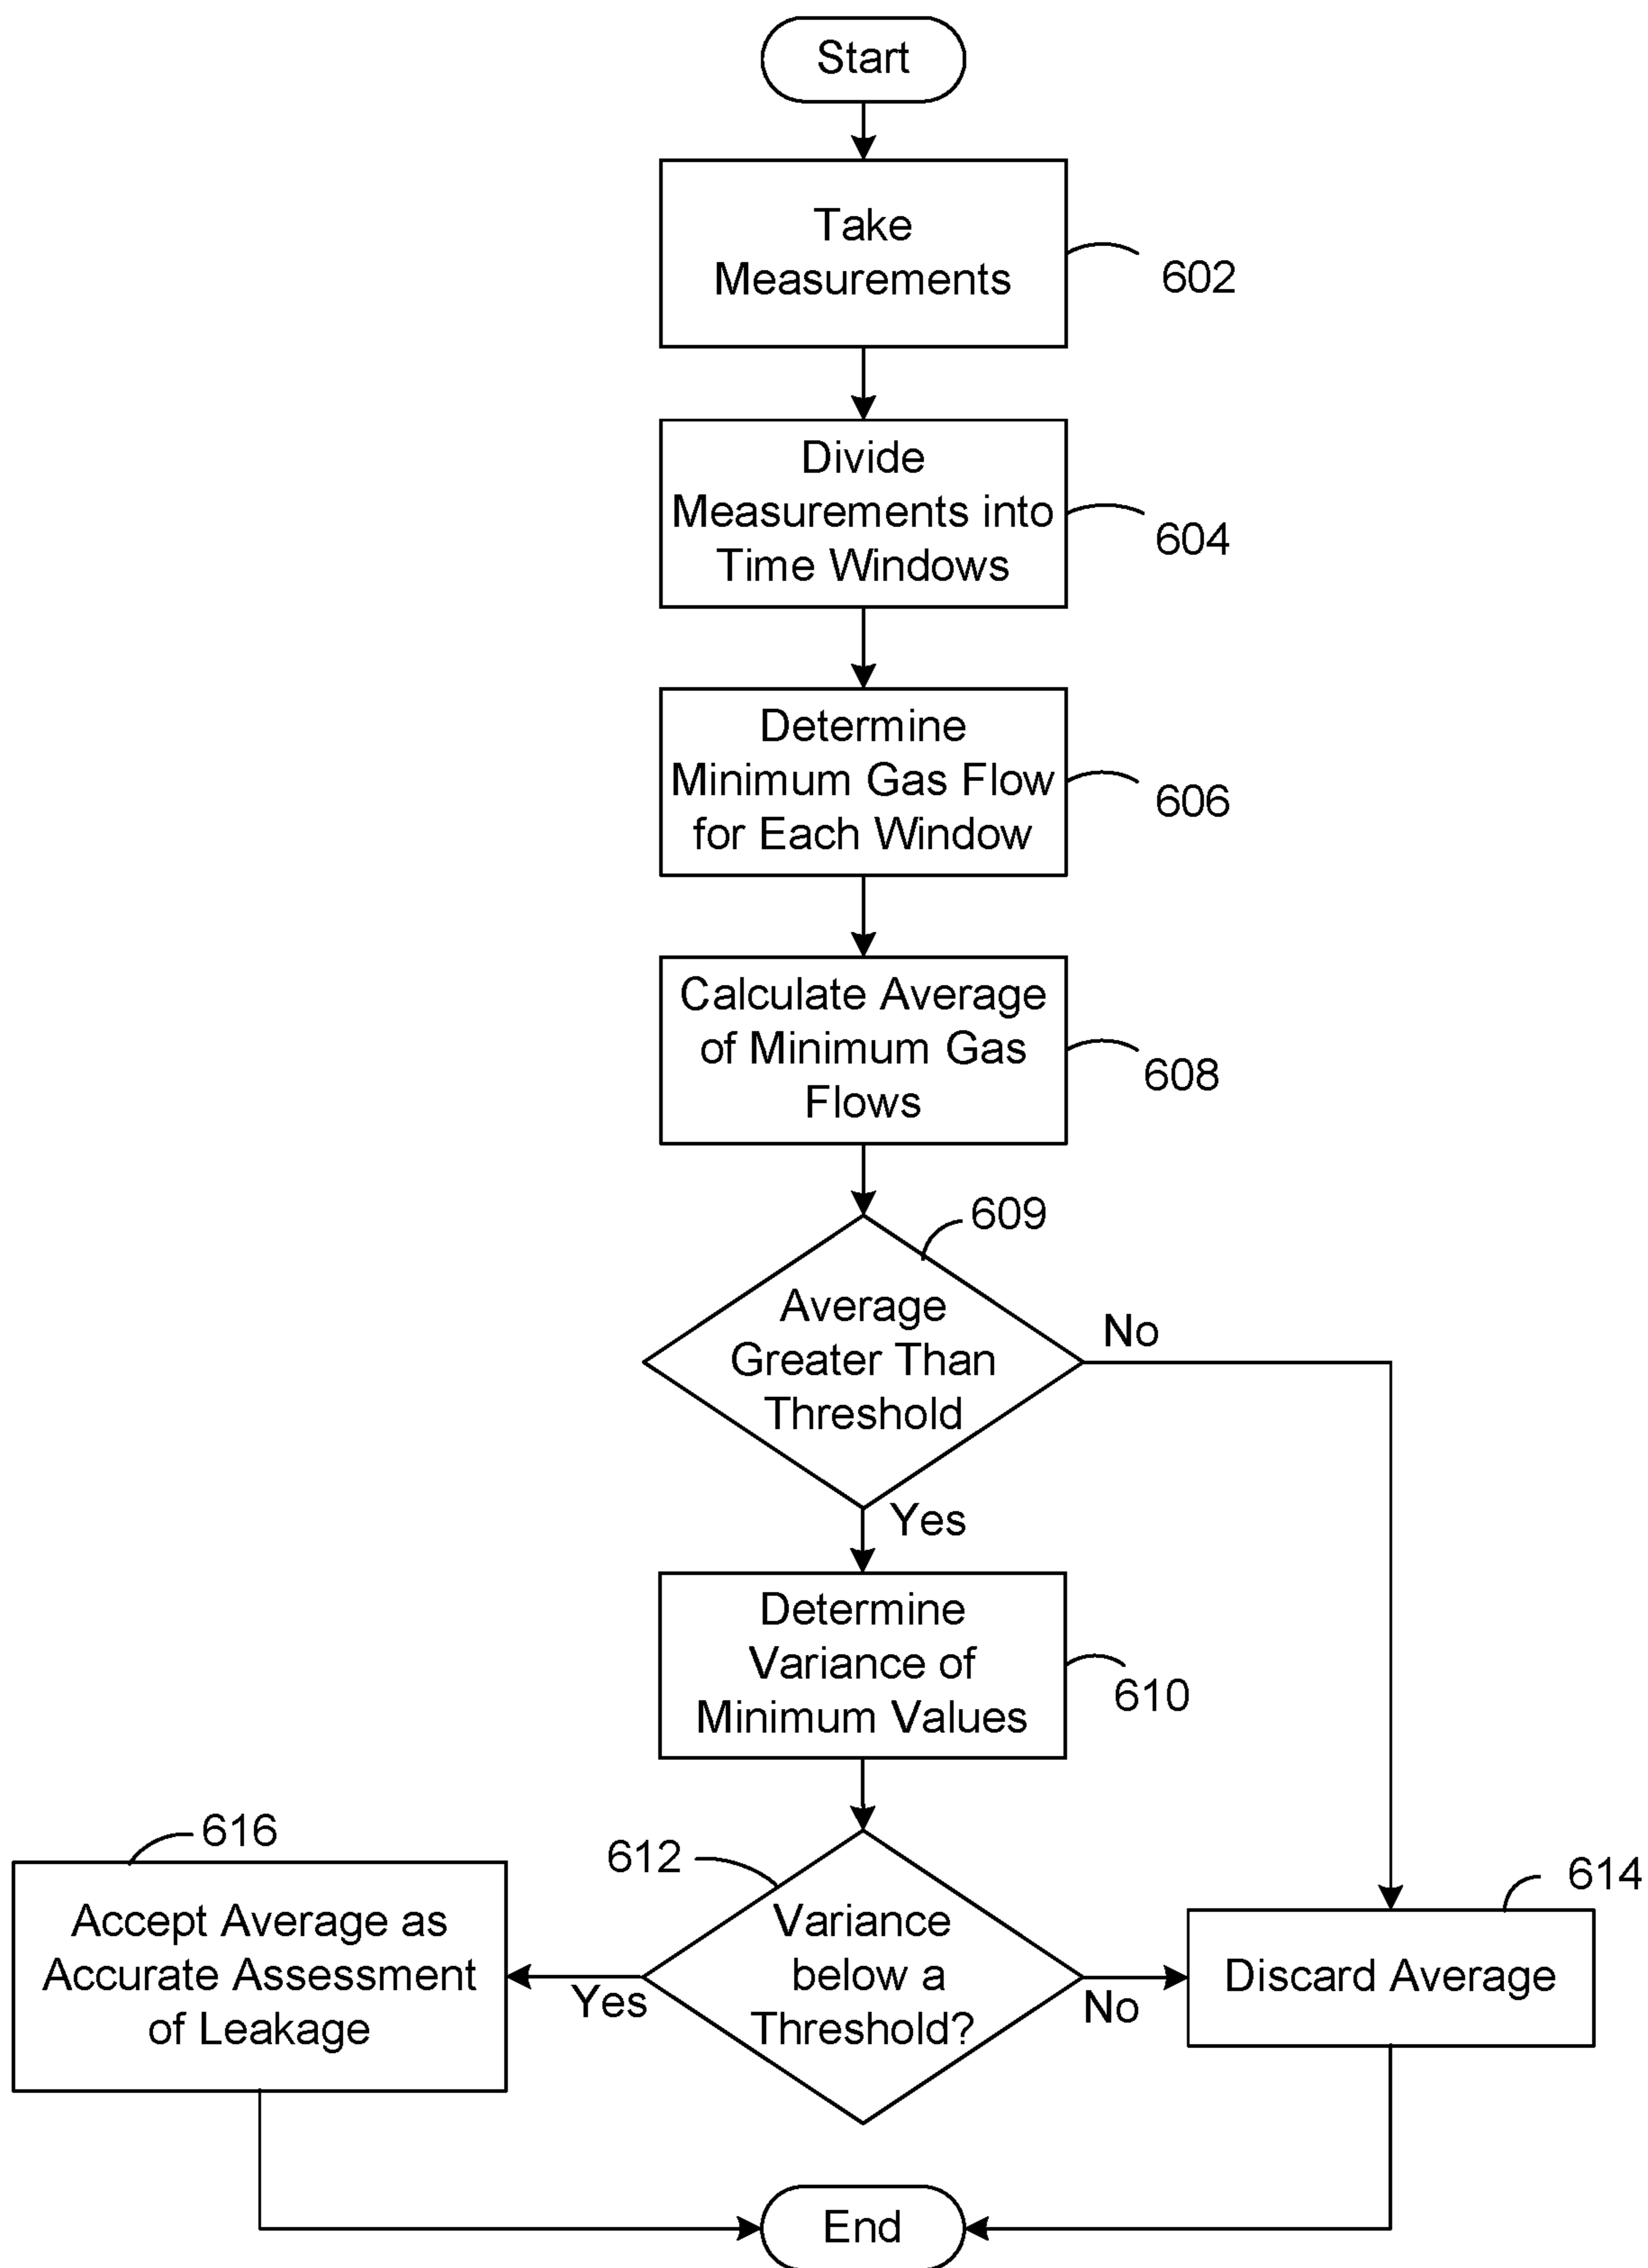 Start
Take
Measurements
602
Divide
Measurements into
Time Windows
604
Determine
Minimum Gas Flow
for Each Window
606
Calculate Average
of Minimum Gas
Flows
608
609
Average
Greater Than
Threshold
No
Yes
Determine
Variance of
Minimum Values
610
616
Accept Average as
Accurate Assessment
of Leakage
612
Variance
below a
Threshold?
Yes
No
614
Discard Average
End